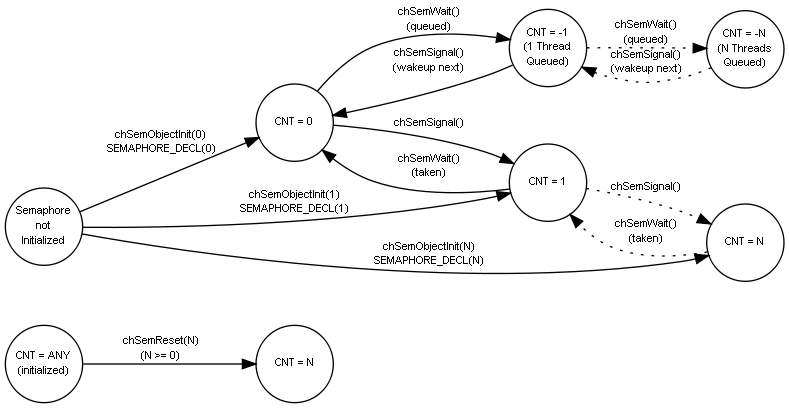 chSemWait()
(queued)
CNT = -1
(1 Thread
Queued)
chSemWait()
(queued)
CNT = -N
(N Threads
Queued)
chSemSignal()
(wakeup next)
chSemSignal()
(wakeup next)
CNT = 0
chSemSignal()
chSemObjectInit(0)
SEMAPHORE_DECL(0)
chSemWait()
(taken)
CNT = 1
chSemSignal()
chSemObjectInit(1)
SEMAPHORE_DECL(1)
Semaphore
not
Initialized
chSemWait()
(taken)
CNT = N
chSemObjectInit(N)
SEMAPHORE_DECL(N)
CNT = ANY
(initialized)
chSemReset(N)
(N >= 0)
CNT = N